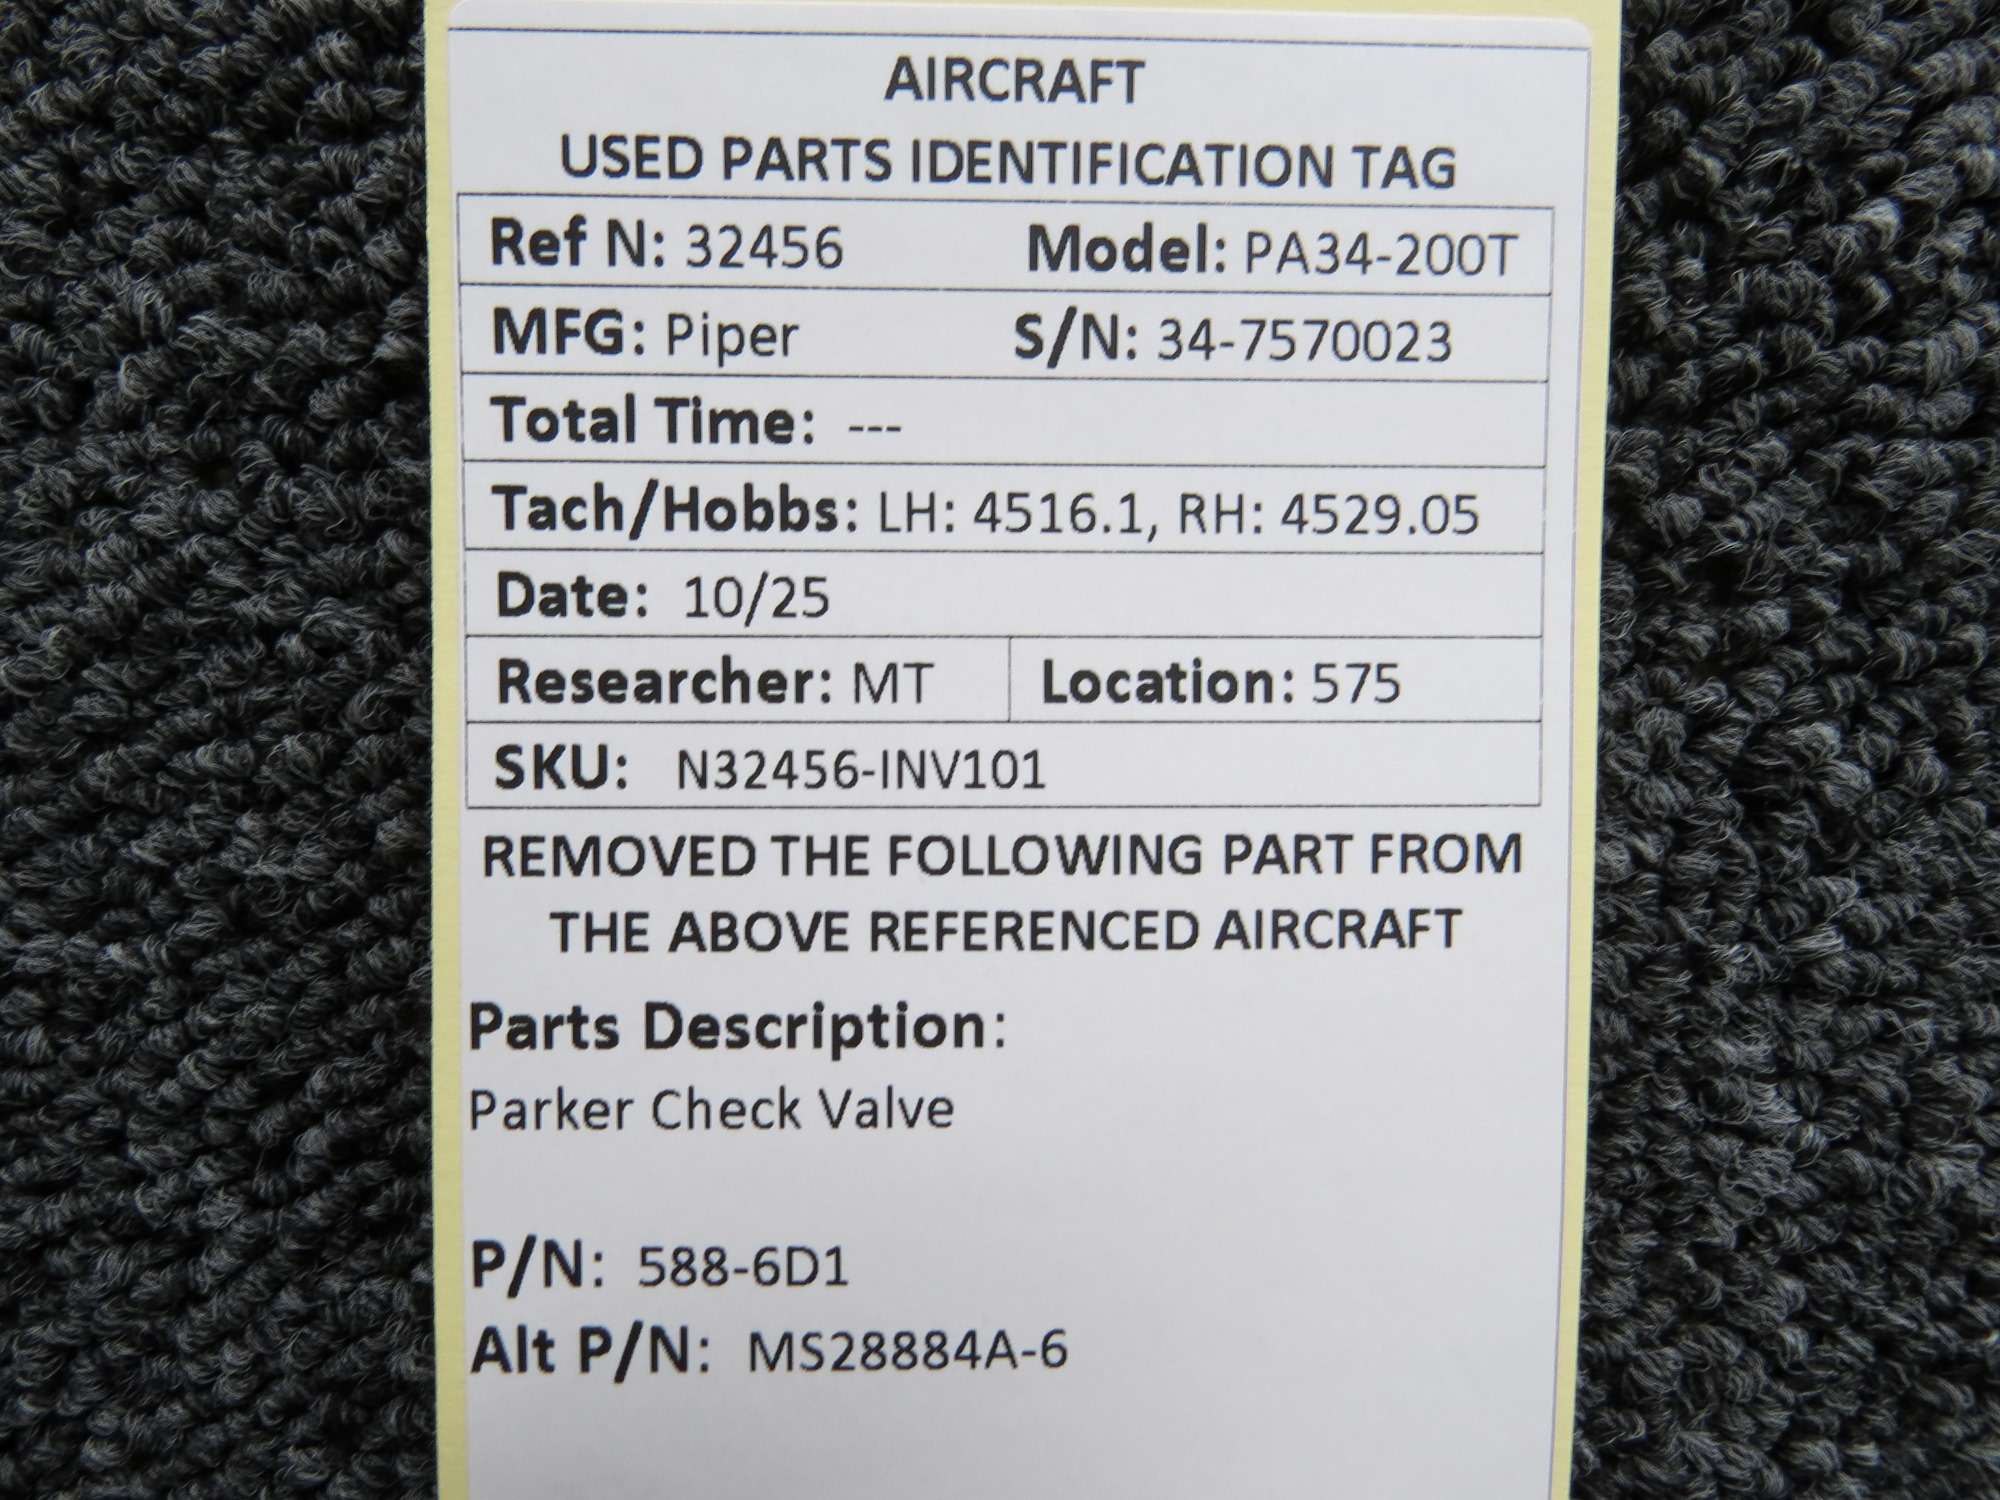 AIRCRAFT
USED PARTS IDENTIFICATION TAG
Ref N: 32456 Model: PA34-200T
MFG: Piper S/N: 34-7570023
Total Time: ---
Tach/Hobbs: LH: 4516.1, RH: 4529.05
Date: 10/25
Researcher: MT Location: 575
SKU: N32456-INV101
REMOVED THE FOLLOWING PART FROM
THE ABOVE REFERENCED AIRCRAFT
Parts Description:
Parker Check Valve
P/N: 588-6D1
Alt P/N: MS28884A-6